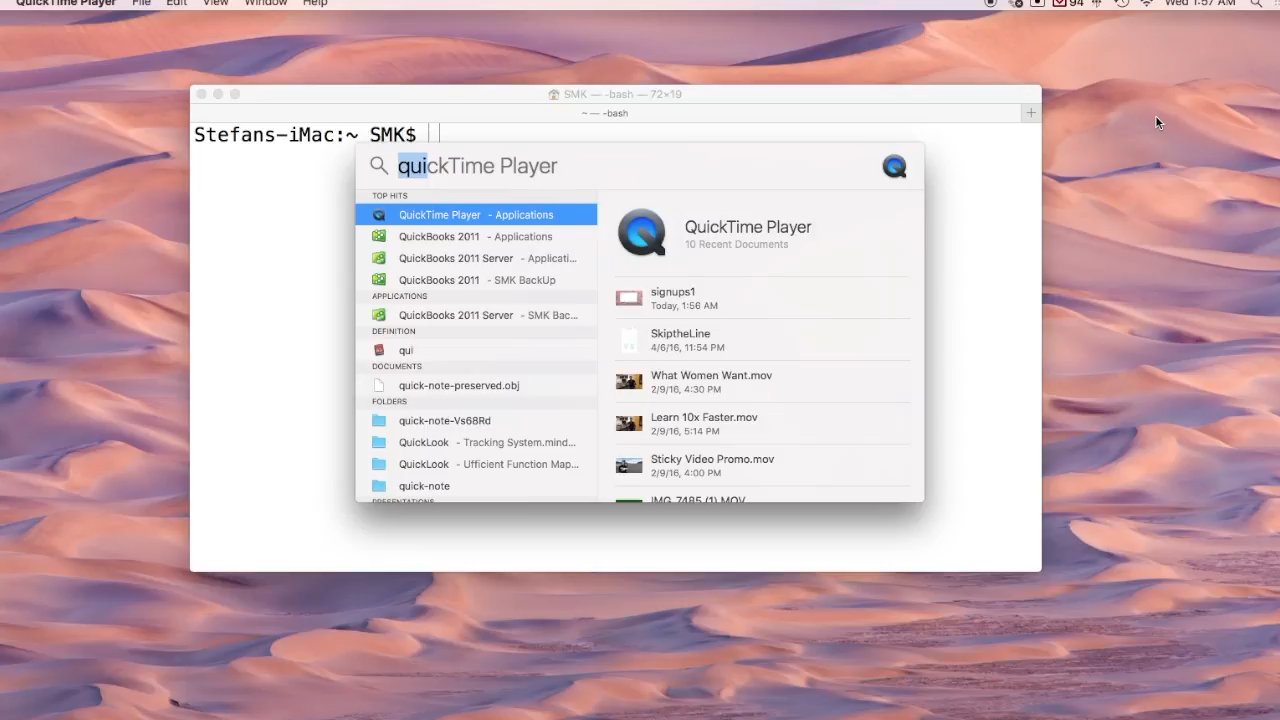 QuickTime Player File Edit View Window Help 94 Wed 1:57 AM
SMK — -bash — 72×19
~ — -bash
Stefans-iMac:~ SMK$
quickTime Player
TOP HITS
QuickTime Player - Applications
QuickBooks 2011 - Applications
QuickBooks 2011 Server - Applicati...
QuickBooks 2011 - SMK BackUp
APPLICATIONS
QuickBooks 2011 Server - SMK Bac...
DEFINITION
qui
DOCUMENTS
quick-note-preserved.obj
FOLDERS
quick-note-Vs68Rd
QuickLook - Tracking System.mind...
QuickLook - Ufficient Function Map...
quick-note
PRESENTATIONS
QuickTime Player
10 Recent Documents
signups1
Today, 1:56 AM
SkiptheLine
4/6/16, 11:54 PM
What Women Want.mov
2/9/16, 4:30 PM
Learn 10x Faster.mov
2/9/16, 5:14 PM
Sticky Video Promo.mov
2/9/16, 4:00 PM
IMG_7485 (1).MOV